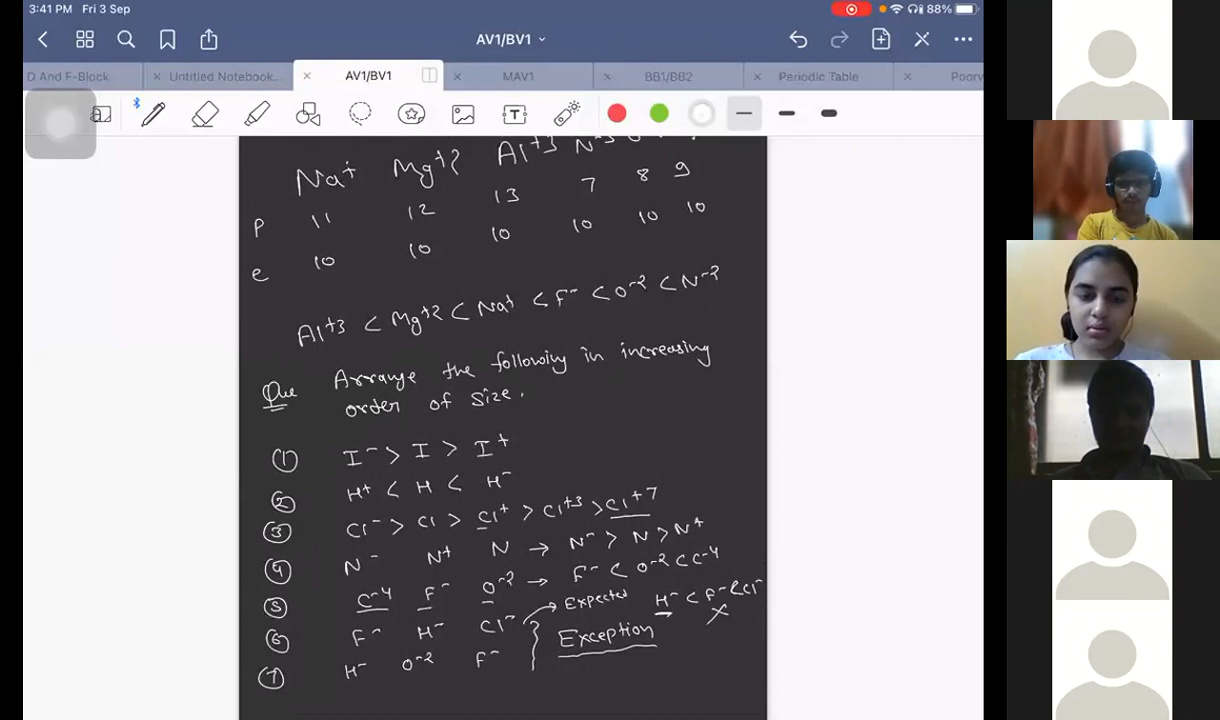 3:41 PM Fri 3 Sep
88%
AV1/BV1
D And F-Block
Untitled Notebook...
AV1/BV1
MAV1
BB1/BB2
Periodic Table
Poorv
Na+ Mg+2 Al+3 N-3
P 11 12 13 7 8 9
e 10 10 10 10 10 10
Al+3 < Mg+2 < Na+ < F- < O-2 < N-3
Que Arrange the following in increasing
order of size.
① I- > I > I+
② H+ < H < H-
③ Cl- > Cl > Cl+ > Cl+3 > Cl+7
④ N- N+ N → N- > N > N+
⑤ C-4 F- O-2 → F- < O-2 < C-4
⑥ F- H- Cl- → Expected H- < F- < Cl-
⑦ H- O-2 F- Exception